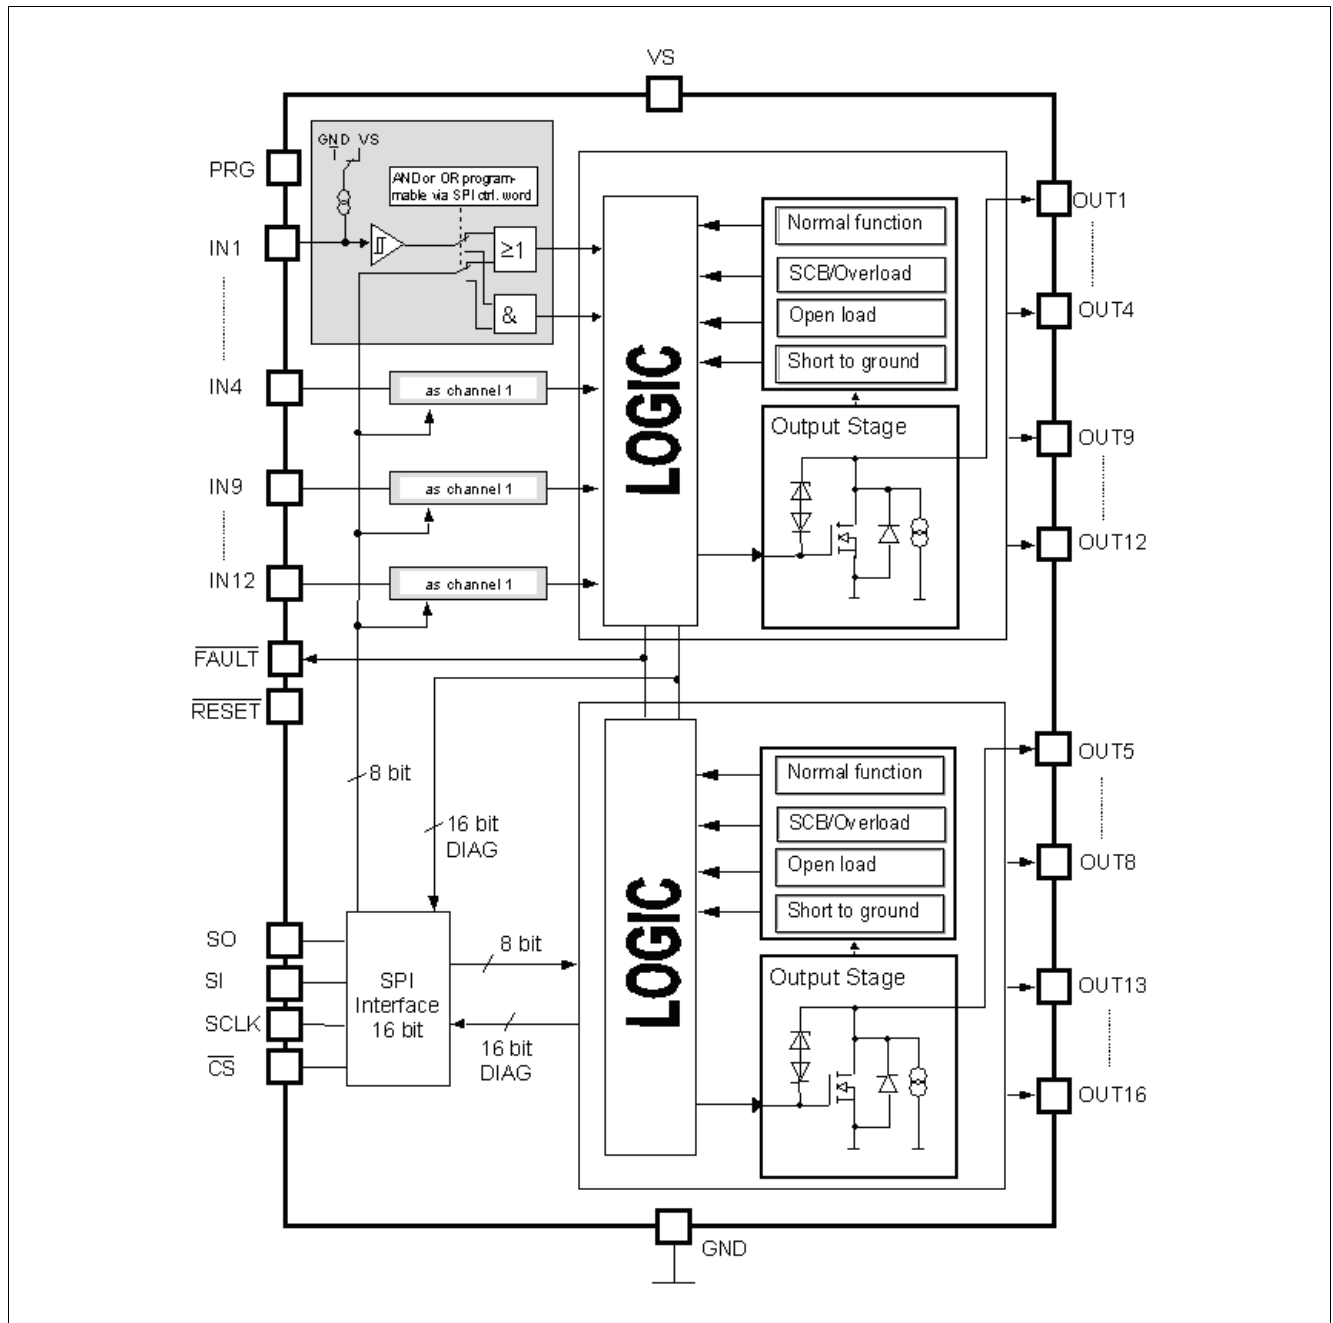 VS
GND VS
PRG
AND or OR program-
mable via SPI ctrl. word
IN1
≥1
&
IN4
as channel 1
IN9
as channel 1
IN12
as channel 1
FAULT
RESET
LOGIC
Normal function
SCB/Overload
Open load
Short to ground
Output Stage
OUT1
OUT4
OUT9
OUT12
8 bit
16 bit
DIAG
SO
SI
SCLK
CS
SPI
Interface
16 bit
8 bit
16 bit
DIAG
LOGIC
Normal function
SCB/Overload
Open load
Short to ground
Output Stage
OUT5
OUT8
OUT13
OUT16
GND